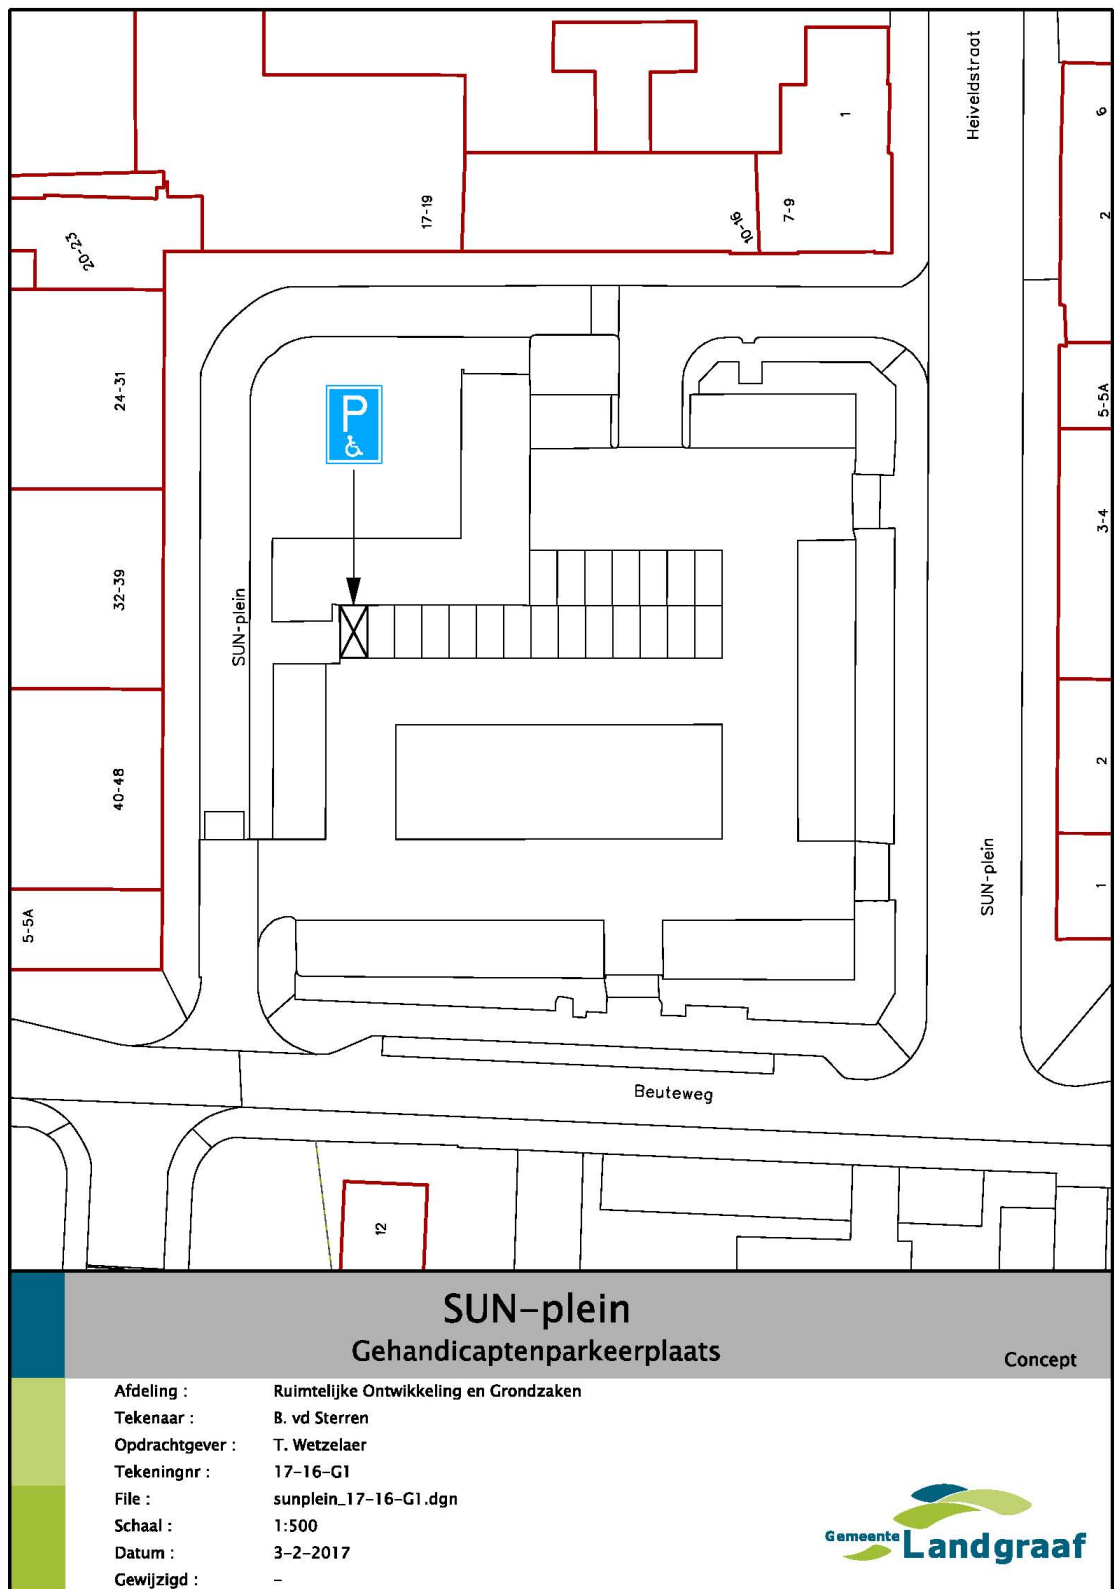 Heiveldstraat
1
6
17-19
10-16
7-9
2
20-23
24-31
P
5-5A
3-4
32-39
SUN-plein
40-48
2
SUN-plein
1
5-5A
Beuteweg
12
SUN-plein
Gehandicaptenparkeerplaats
Concept
Afdeling : Ruimtelijke Ontwikkeling en Grondzaken
Tekenaar : B. vd Sterren
Opdrachtgever : T. Wetzelaer
Tekeningnr : 17-16-G1
File : sunplein_17-16-G1.dgn
Schaal : 1:500
Datum : 3-2-2017
Gewijzigd : -
Gemeente Landgraaf